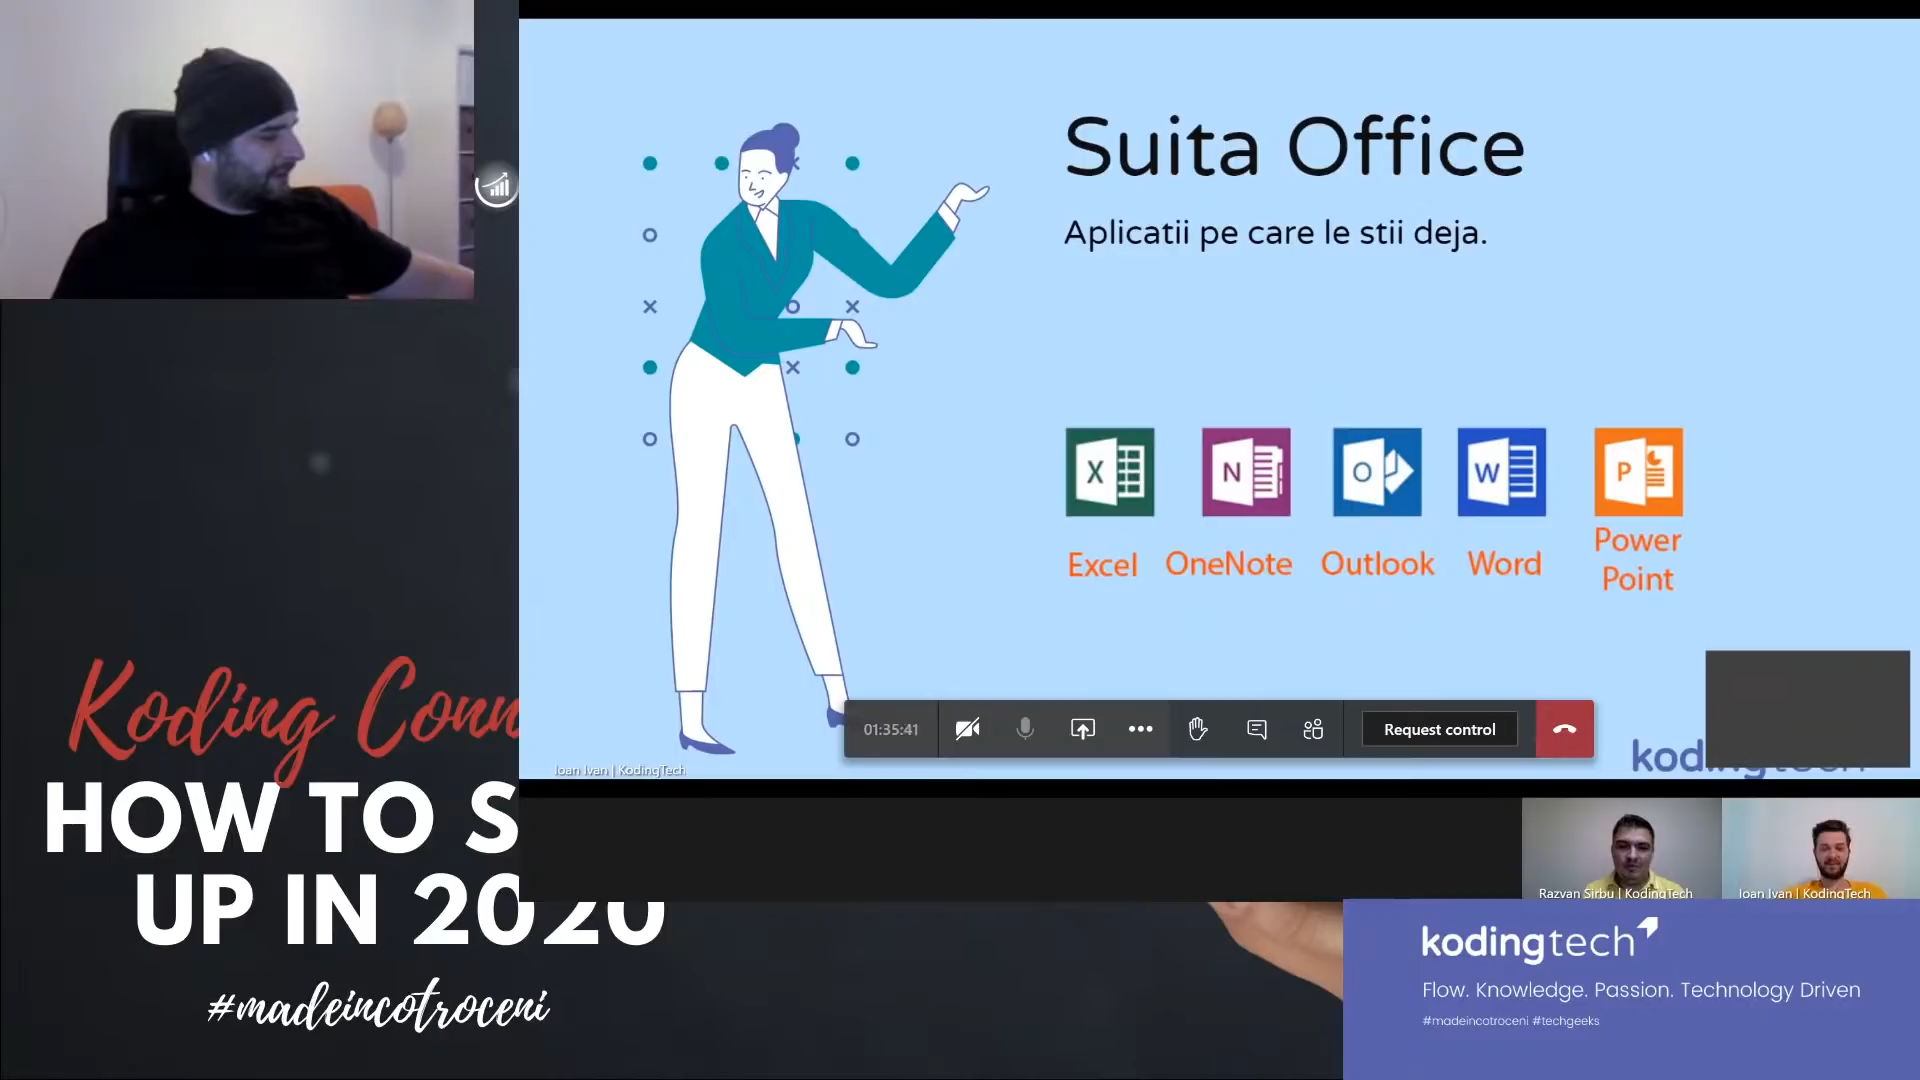 Suita Office
Aplicatii pe care le stii deja.
X
N
O
W
P
Excel
OneNote
Outlook
Word
Power
Point
01:35:41
Request control
Ioan Ivan | KodingTech
Razvan Sirbu | KodingTech
Ioan Ivan | KodingTech
Koding Conn
HOW TO S
UP IN 2020
#madeincotroceni
kodingtech
Flow. Knowledge. Passion. Technology Driven
#madeincotroceni #techgeeks